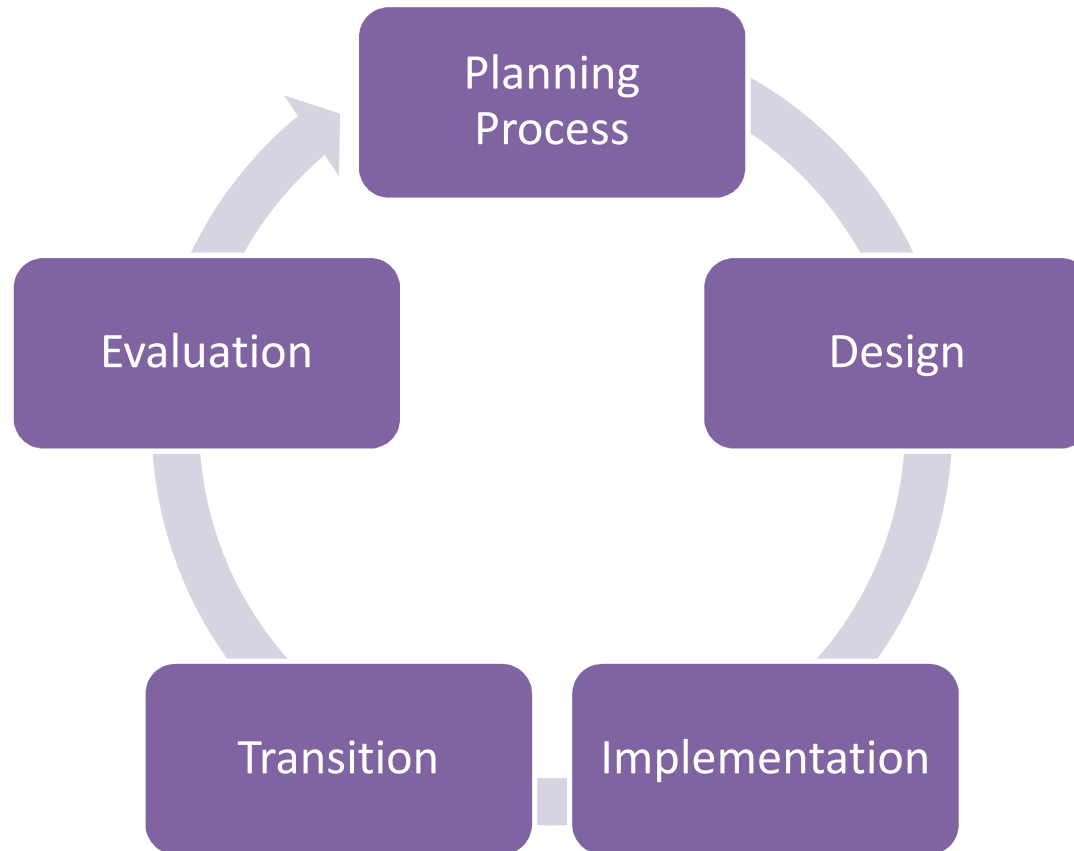 Planning
Process
Design
Implementation
Transition
Evaluation